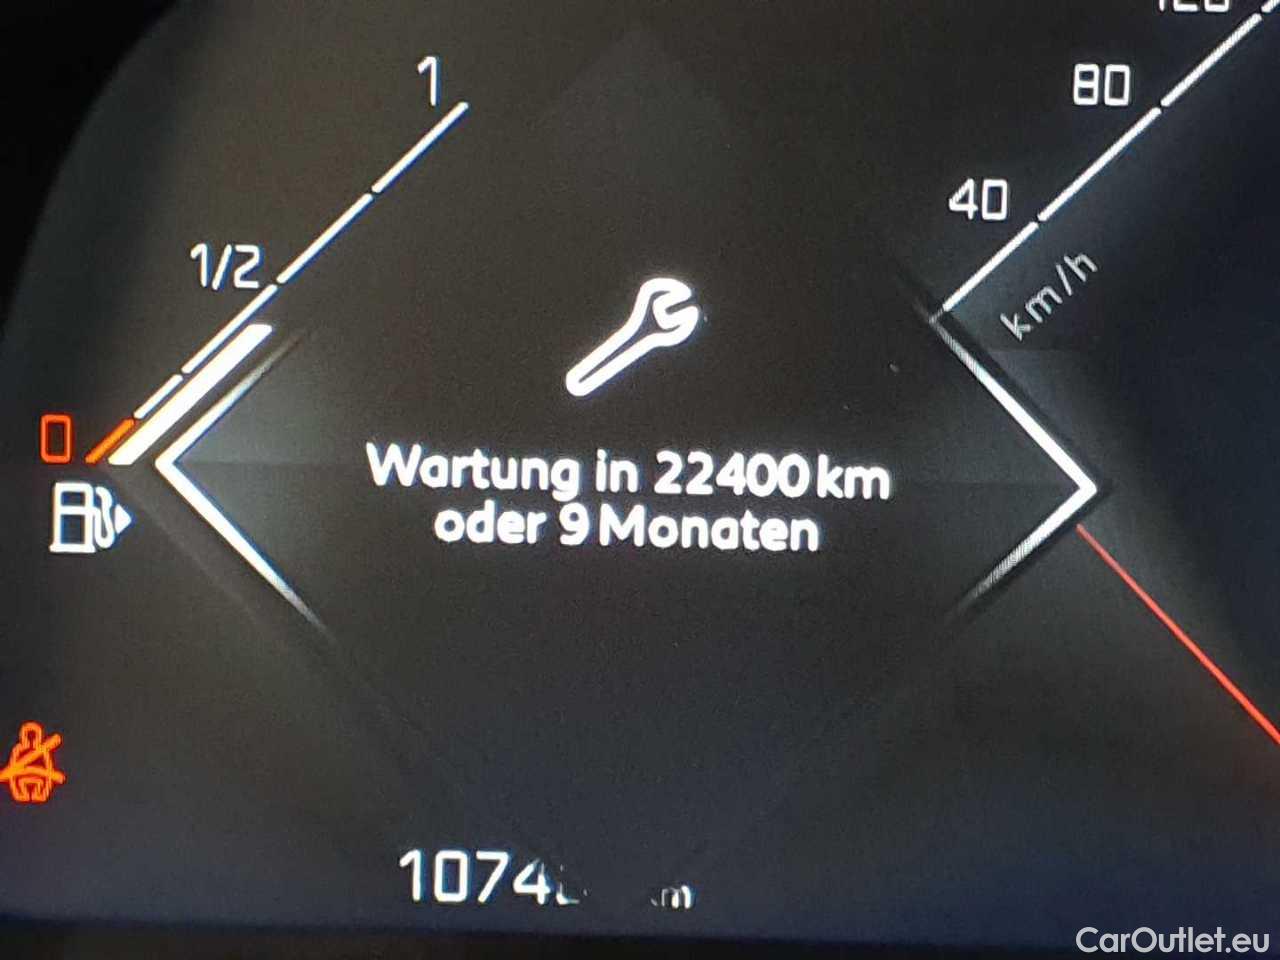 1
80
40
1/2
km/h
0
Wartung in 22400 km
oder 9 Monaten
CarOutlet.eu